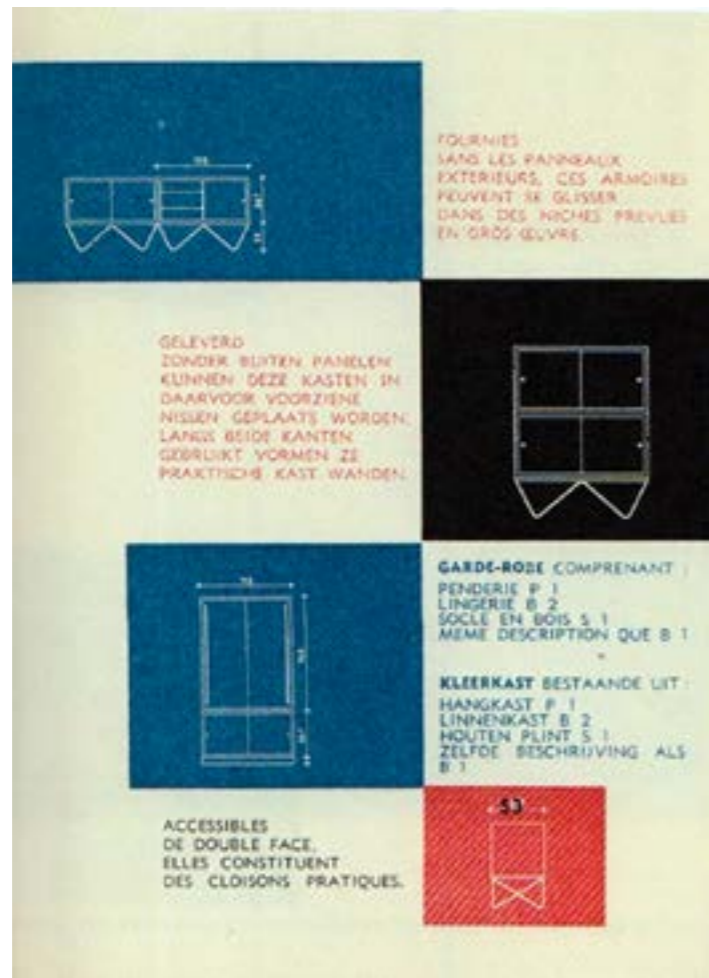 FOURNIES
SANS LES PANNEAUX
EXTERIEURS, CES ARMOIRES
PEUVENT SE GLISSER
DANS DES NICHES PREVUES
EN GROS ŒUVRE.
GELEVERD
ZONDER BUITEN PANELEN
KUNNEN DEZE KASTEN IN
DAARVOOR VOORZIENE
NISSEN GEPLAATS WORDEN.
LANGS BEIDE KANTEN
GEBRUIKT VORMEN ZE
PRAKTISCHE KAST WANDEN.
GARDE-ROBE COMPRENANT :
PENDERIE P 1
LINGERIE B 2
SOCLE EN BOIS S 1
MEME DESCRIPTION QUE B 1
KLEERKAST BESTAANDE UIT :
HANGKAST P 1
LINNENKAST B 2
HOUTEN PLINT S 1
ZELFDE BESCHRIJVING ALS
B 1
ACCESSIBLES
DE DOUBLE FACE,
ELLES CONSTITUENT
DES CLOISONS PRATIQUES.
53